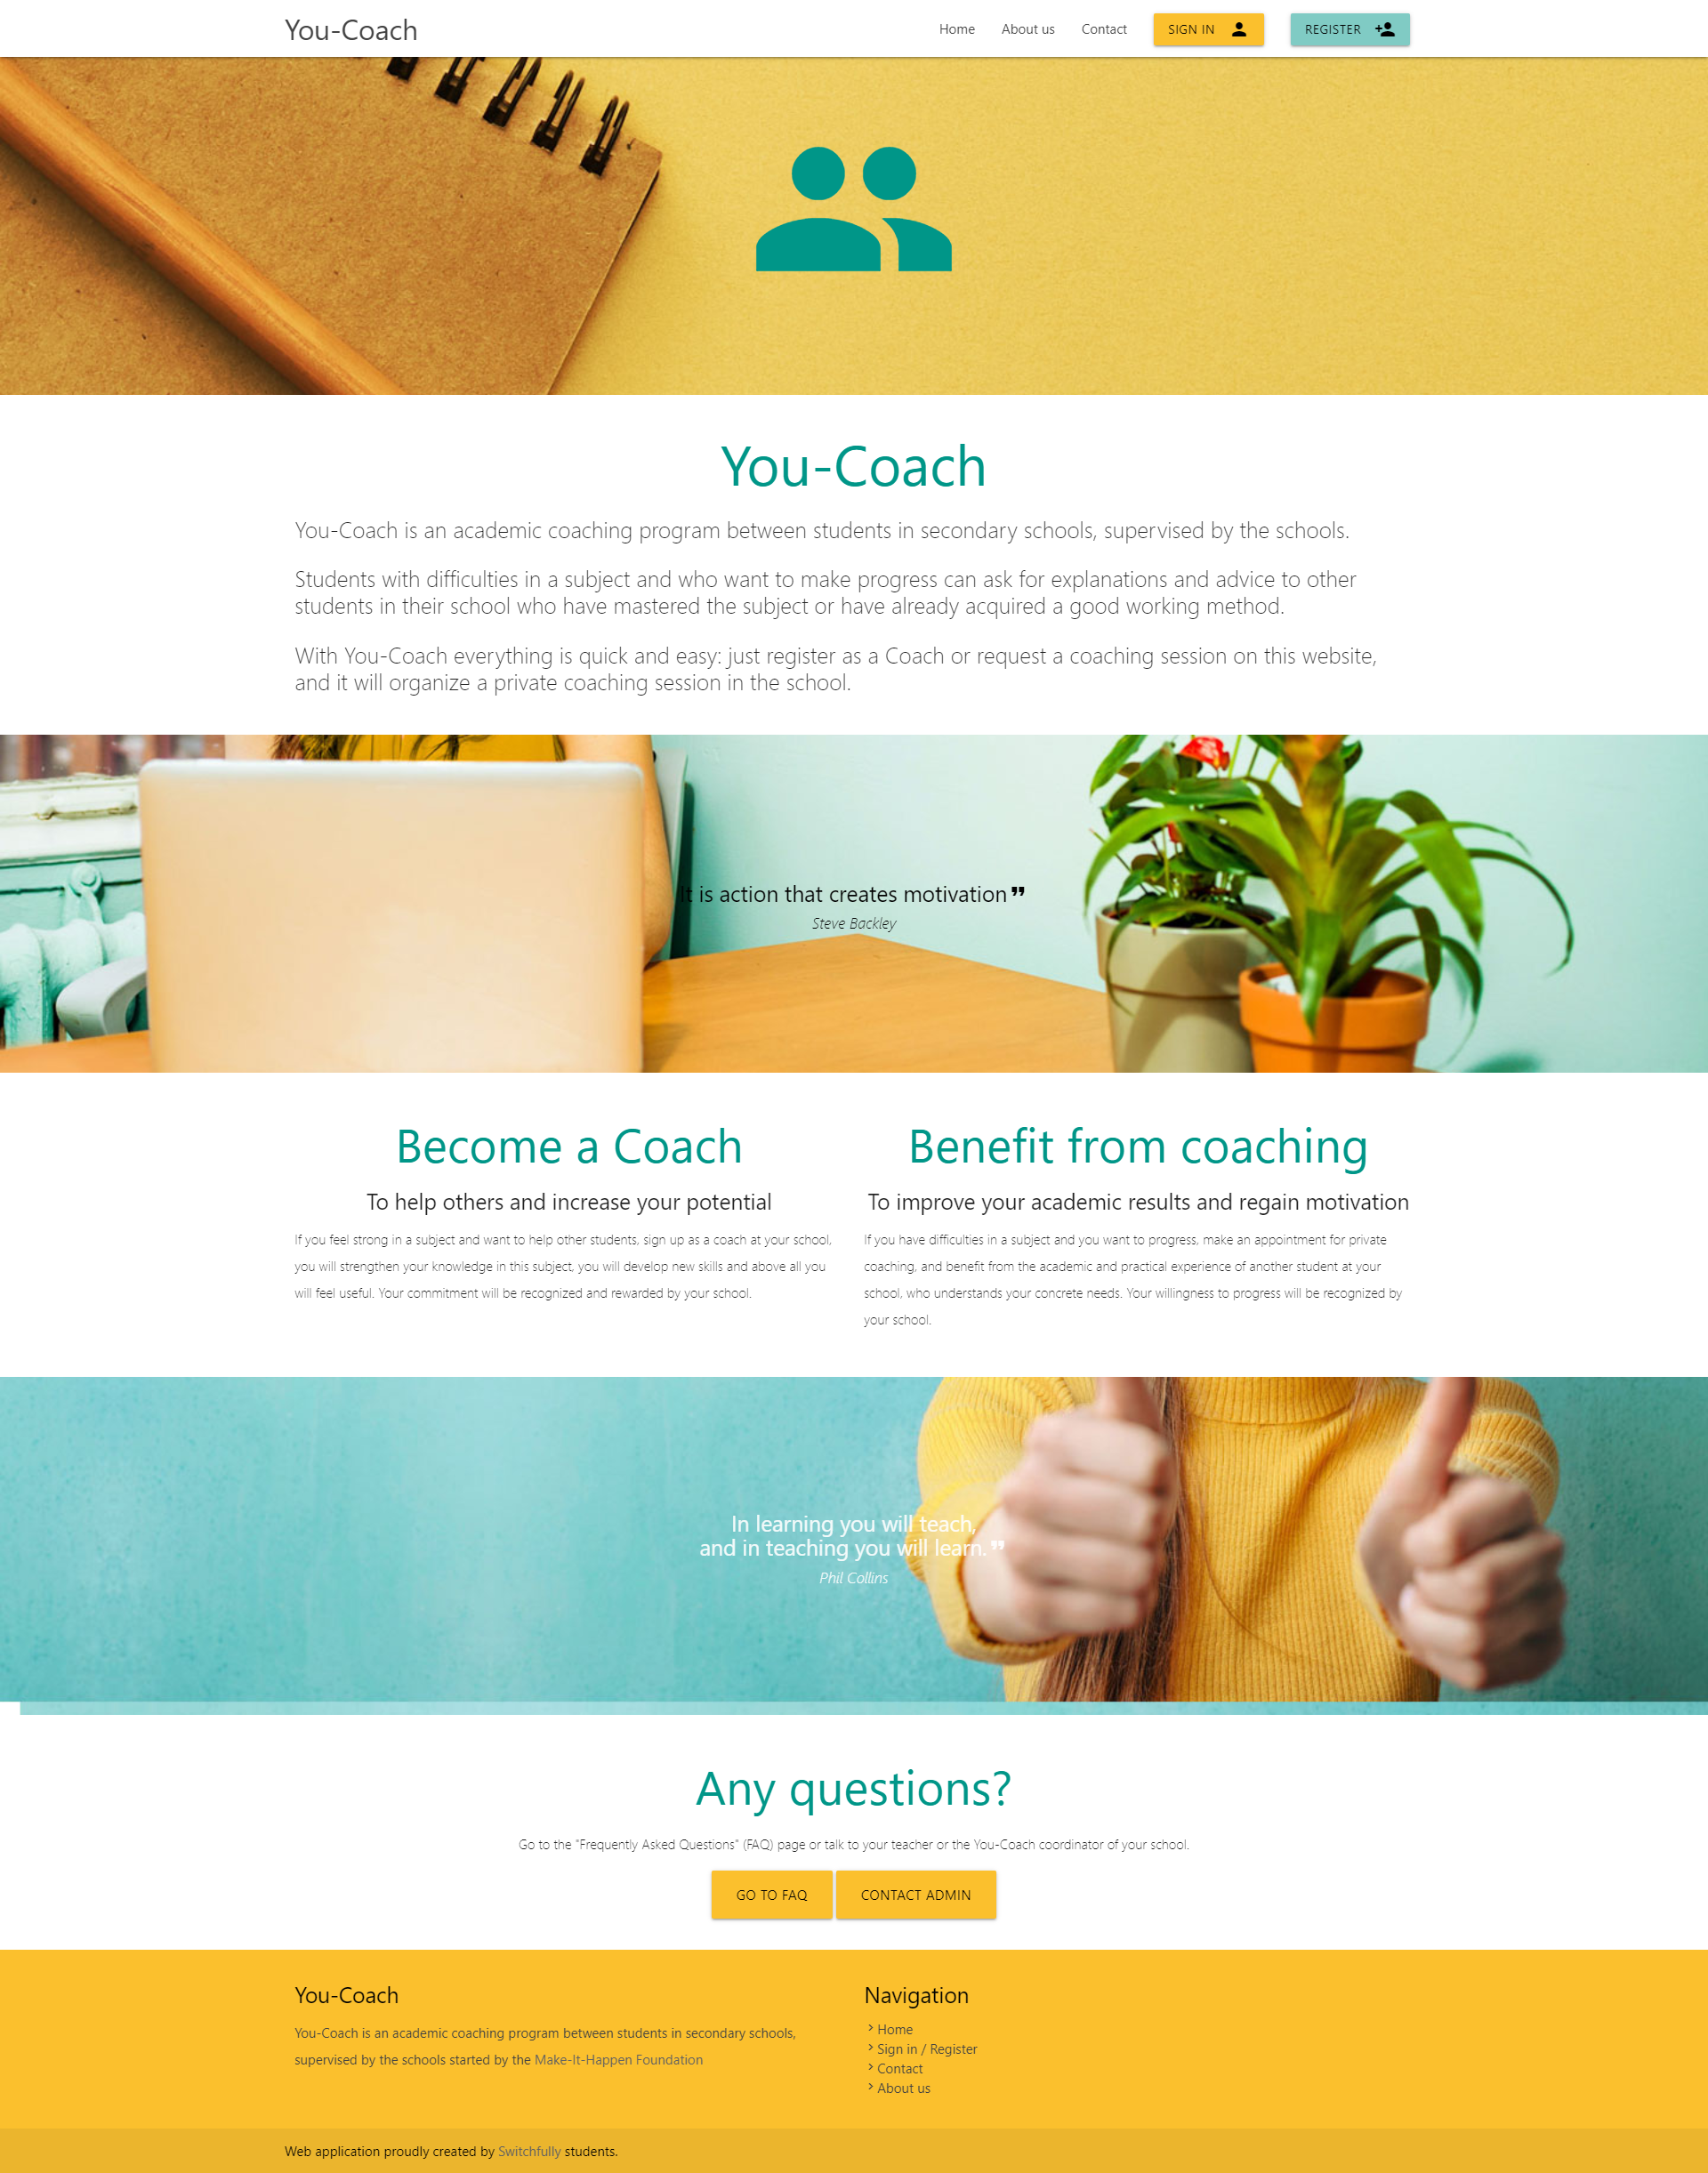 You-Coach
Home
About us
Contact
SIGN IN
REGISTER
You-Coach
You-Coach is an academic coaching program between students in secondary schools, supervised by the schools.
Students with difficulties in a subject and who want to make progress can ask for explanations and advice to other
students in their school who have mastered the subject or have already acquired a good working method.
With You-Coach everything is quick and easy: just register as a Coach or request a coaching session on this website,
and it will organize a private coaching session in the school.
It is action that creates motivation ”
Steve Backley
Become a Coach
To help others and increase your potential
If you feel strong in a subject and want to help other students, sign up as a coach at your school,
you will strengthen your knowledge in this subject, you will develop new skills and above all you
will feel useful. Your commitment will be recognized and rewarded by your school.
Benefit from coaching
To improve your academic results and regain motivation
If you have difficulties in a subject and you want to progress, make an appointment for private
coaching, and benefit from the academic and practical experience of another student at your
school, who understands your concrete needs. Your willingness to progress will be recognized by
your school.
In learning you will teach,
and in teaching you will learn. ”
Phil Collins
Any questions?
Go to the "Frequently Asked Questions" (FAQ) page or talk to your teacher or the You-Coach coordinator of your school.
GO TO FAQ
CONTACT ADMIN
You-Coach
You-Coach is an academic coaching program between students in secondary schools,
supervised by the schools started by the Make-It-Happen Foundation
Navigation
Home
Sign in / Register
Contact
About us
Web application proudly created by Switchfully students.